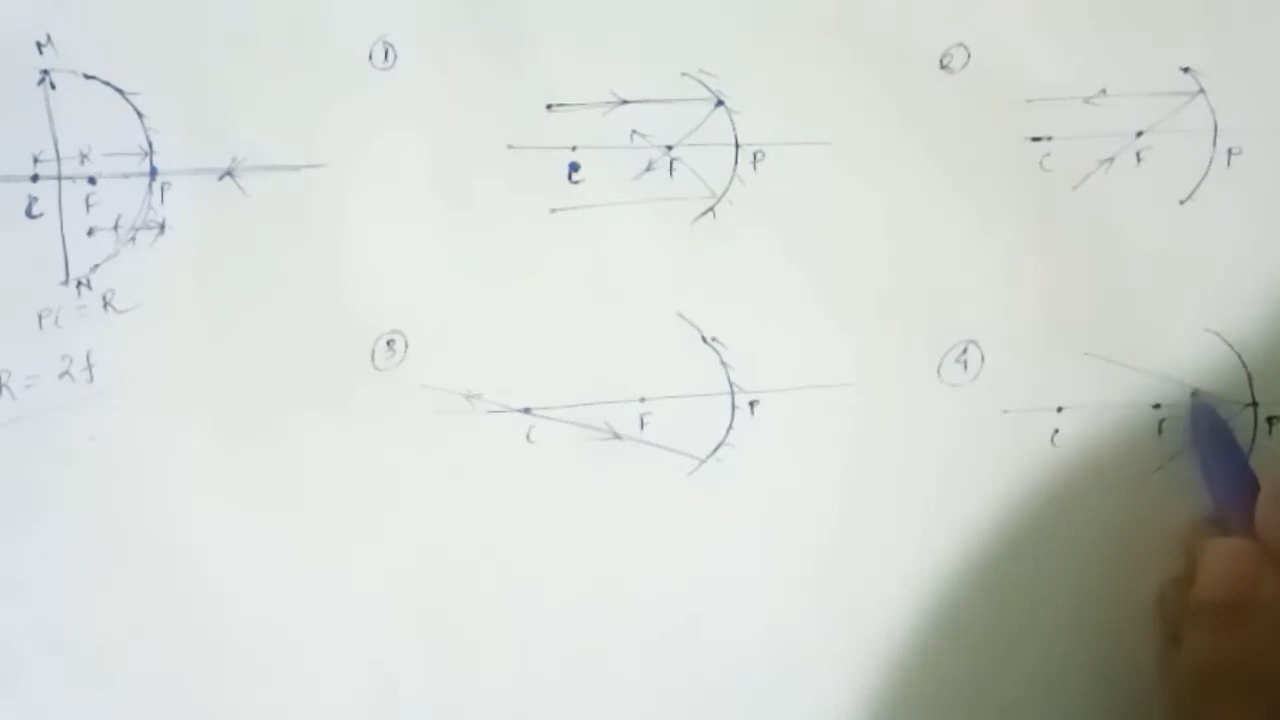 M
R
C F P
f
N
PC = R
R = 2f
①
C F P
②
C F P
③
C F P
④
C F P